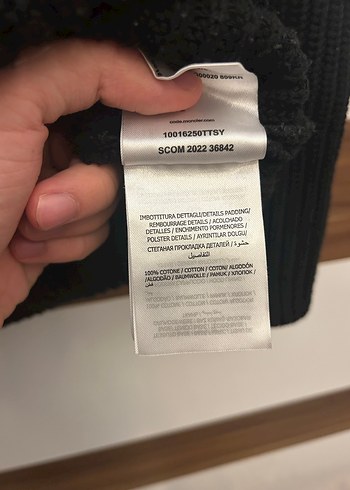 10016250TTSY
SCOM 2022 36842
IMBOTTITURA DETTAGLI/DETAILS PADDING/
REMBOURRAGE DETAILS / ACOLCHADO
DETALLES / ENCHIMENTO PORMENORES /
POLSTER DETAILS / AYRINTILAR DOLGU/
СТЕГАНАЯ ПРОКЛАДКА ДЕТАЛЕЙ / حشوة
التفاصيل
100% COTONE / COTTON / COTON/ ALGODÓN
/ALGODÃO / BAUMWOLLE / PAMUK / ХЛОПОК /
قطن